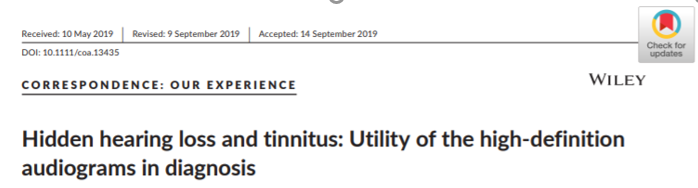 Received: 10 May 2019 | Revised: 9 September 2019 | Accepted: 14 September 2019
DOI: 10.1111/coa.13435
Check for
updates
CORRESPONDENCE: OUR EXPERIENCE
WILEY
Hidden hearing loss and tinnitus: Utility of the high-definition
audiograms in diagnosis